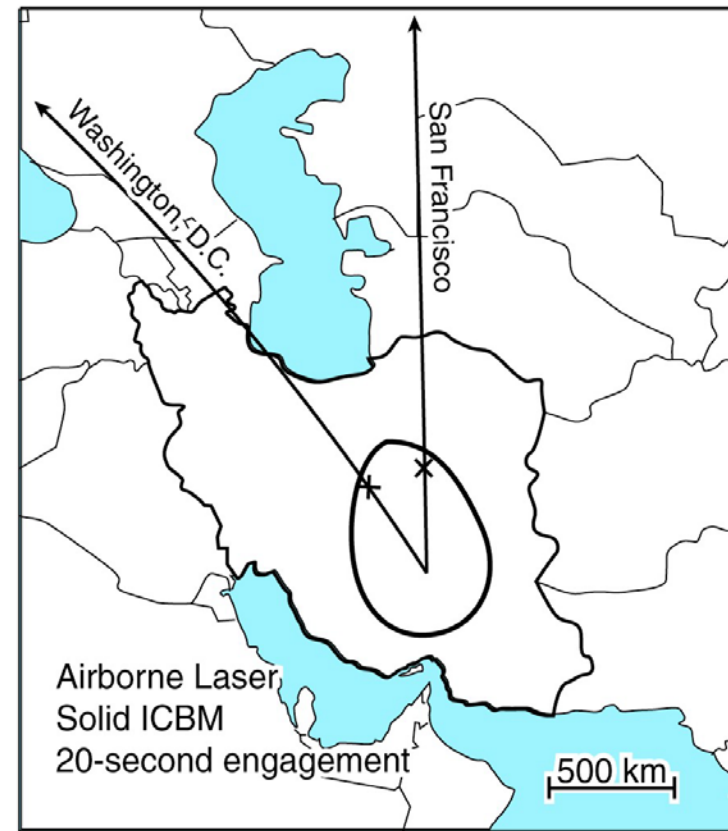 Washington, D.C.
San Francisco
Airborne Laser
Solid ICBM
20-second engagement
500 km